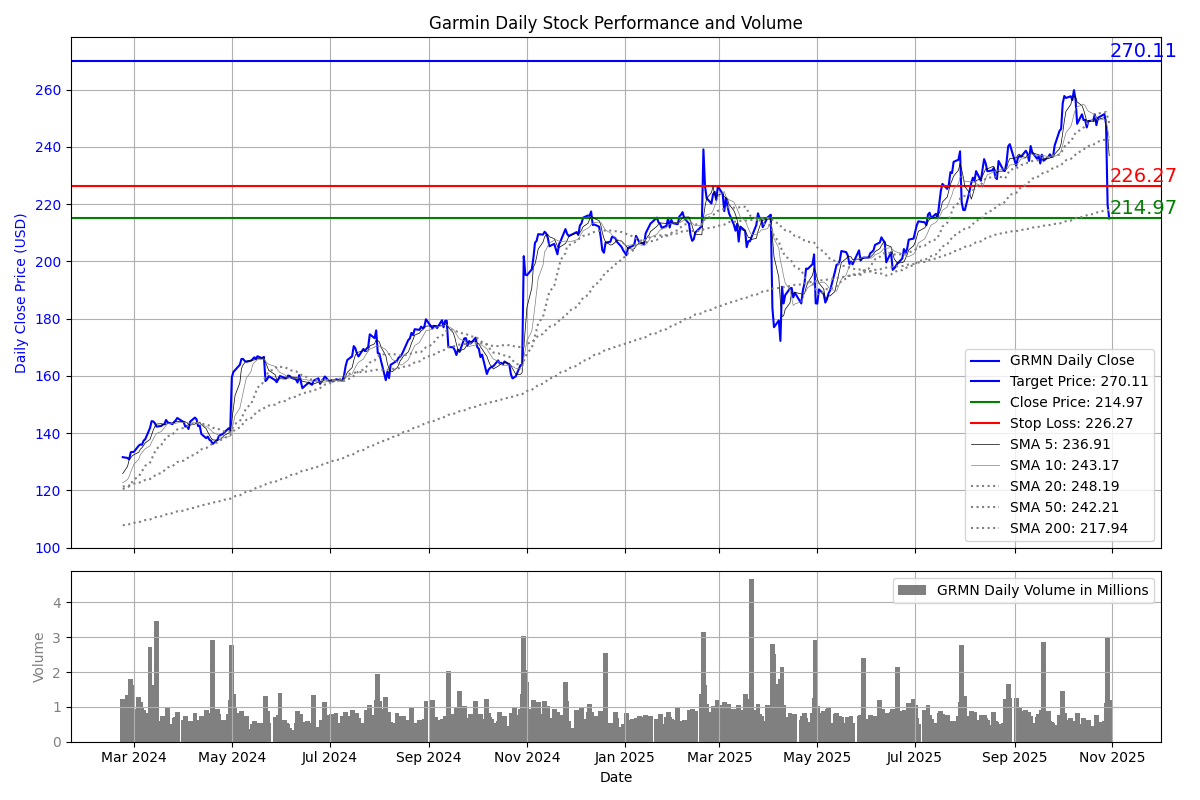 Garmin Daily Stock Performance and Volume
Daily Close Price (USD)
260
240
220
200
180
160
140
120
100
270.11
226.27
214.97
GRMN Daily Close
Target Price: 270.11
Close Price: 214.97
Stop Loss: 226.27
SMA 5: 236.91
SMA 10: 243.17
SMA 20: 248.19
SMA 50: 242.21
SMA 200: 217.94
Volume
4
3
2
1
0
GRMN Daily Volume in Millions
Mar 2024 May 2024 Jul 2024 Sep 2024 Nov 2024 Jan 2025 Mar 2025 May 2025 Jul 2025 Sep 2025 Nov 2025
Date